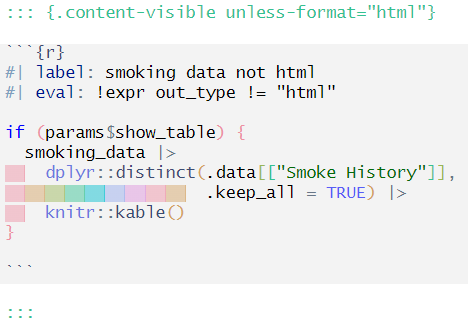 ::: {.content-visible unless-format="html"}
```{r}
#| label: smoking data not html
#| eval: !expr out_type != "html"
if (params$show_table) {
  smoking_data |>
    dplyr::distinct(.data[["Smoke History"]],
                    .keep_all = TRUE) |>
    knitr::kable()
}
```
:::